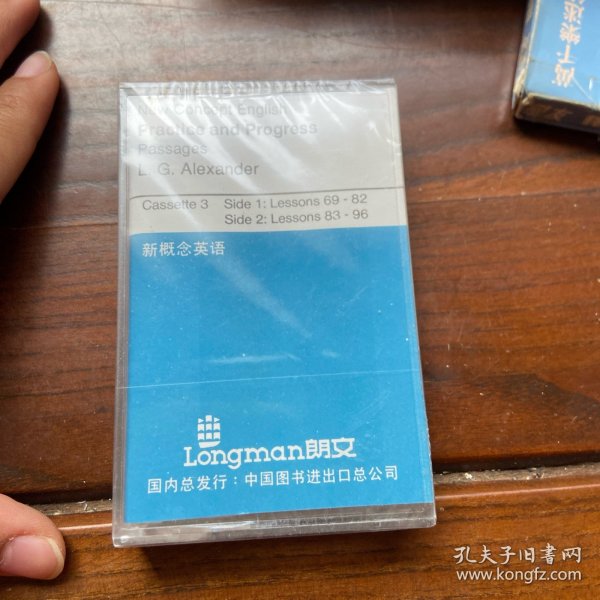 New Concept English
Practice and Progress
Passages
L. G. Alexander
Cassette 3 Side 1: Lessons 69 - 82
Side 2: Lessons 83 - 96
新概念英语
Longman朗文
国内总发行：中国图书进出口总公司
孔夫子旧書网
www.kongfz.com